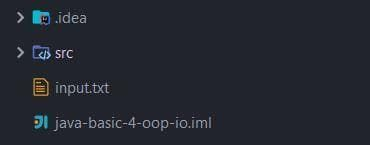 .idea
src
input.txt
java-basic-4-oop-io.iml